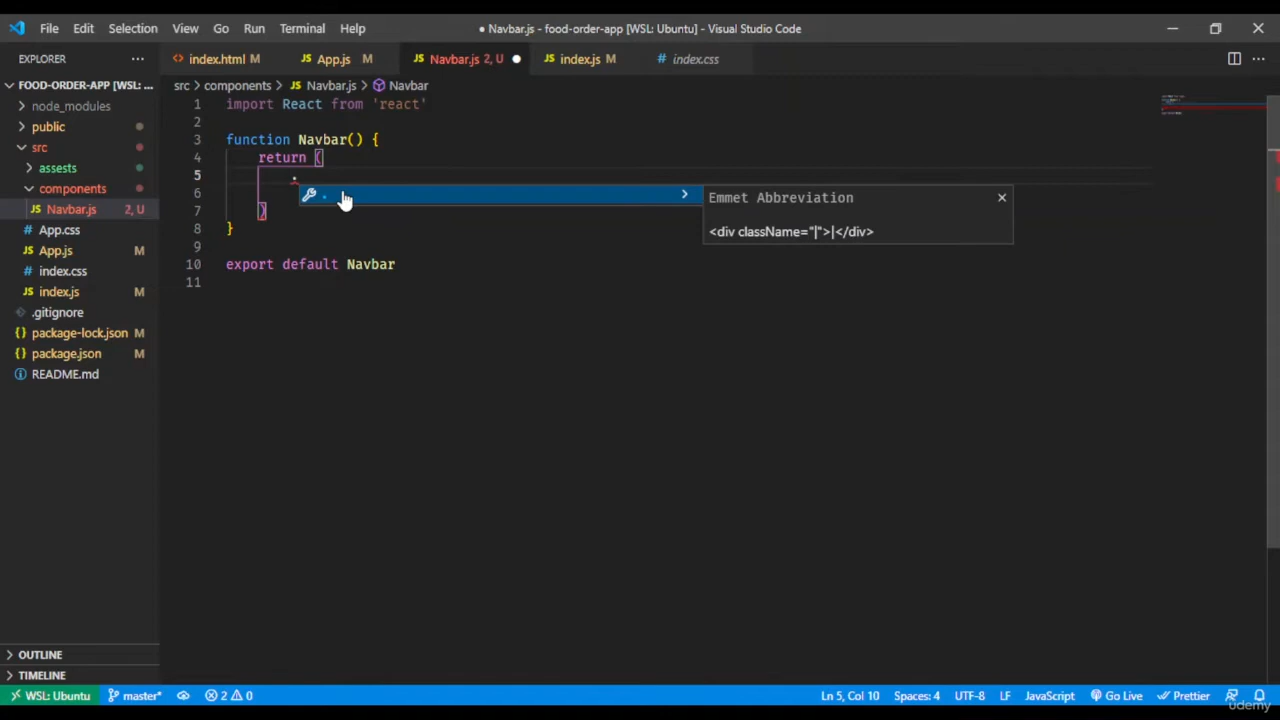 File Edit Selection View Go Run Terminal Help
● Navbar.js - food-order-app [WSL: Ubuntu] - Visual Studio Code
EXPLORER
index.html M
App.js M
Navbar.js 2, U
index.js M
index.css
FOOD-ORDER-APP [WSL: ...
node_modules
public
src
assests
components
Navbar.js 2, U
App.css
App.js M
index.css
index.js M
.gitignore
package-lock.json M
package.json M
README.md
OUTLINE
TIMELINE
src > components > Navbar.js > Navbar
1 import React from 'react'
2
3 function Navbar() {
4 return (
5 .
6
7 )
8 }
9
10 export default Navbar
11
.
Emmet Abbreviation
<div className="|">|</div>
WSL: Ubuntu master* 2 0
Ln 5, Col 10 Spaces: 4 UTF-8 LF JavaScript Go Live Prettier
udemy